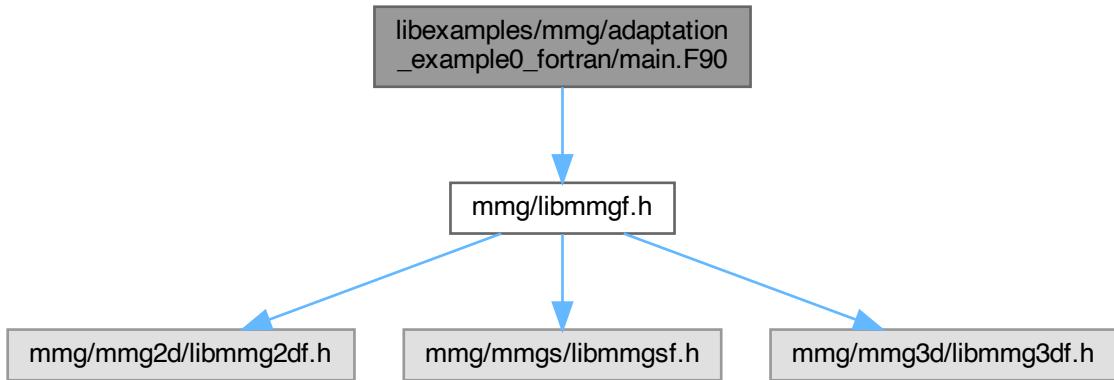 libexamples/mmg/adaptation
_example0_fortran/main.F90
mmg/libmmgf.h
mmg/mmg2d/libmmg2df.h
mmg/mmgs/libmmgsf.h
mmg/mmg3d/libmmg3df.h